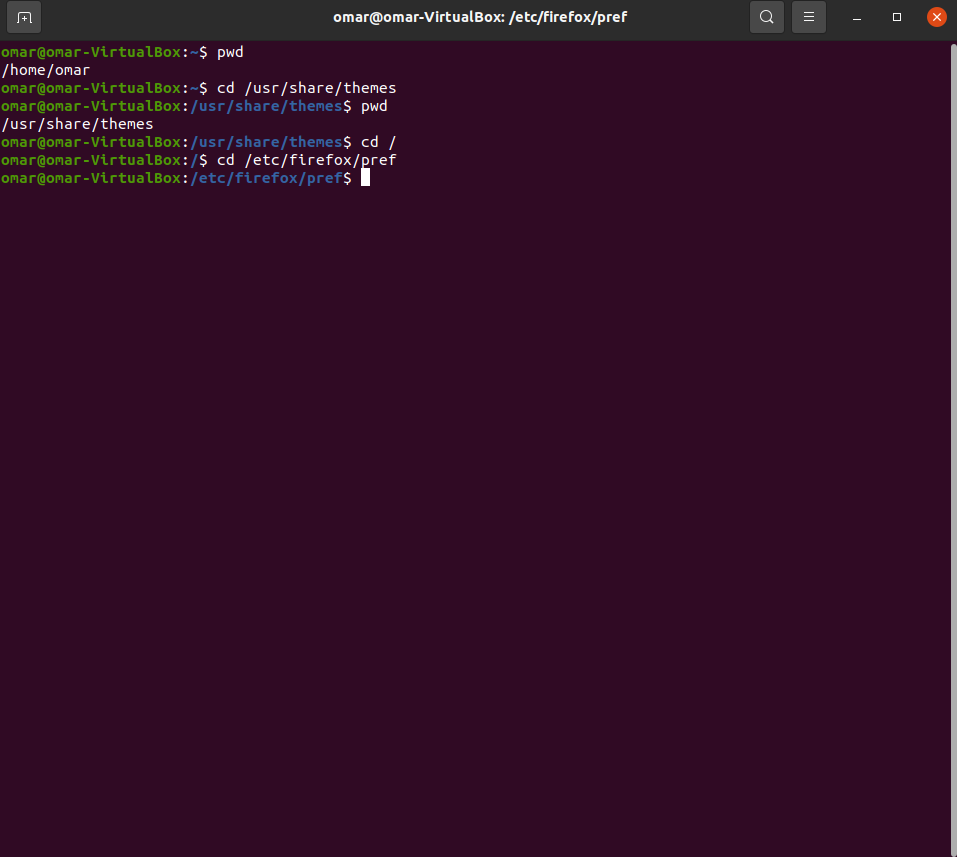 omar@omar-VirtualBox: /etc/firefox/pref
omar@omar-VirtualBox:~$ pwd
/home/omar
omar@omar-VirtualBox:~$ cd /usr/share/themes
omar@omar-VirtualBox:/usr/share/themes$ pwd
/usr/share/themes
omar@omar-VirtualBox:/usr/share/themes$ cd /
omar@omar-VirtualBox:/$ cd /etc/firefox/pref
omar@omar-VirtualBox:/etc/firefox/pref$